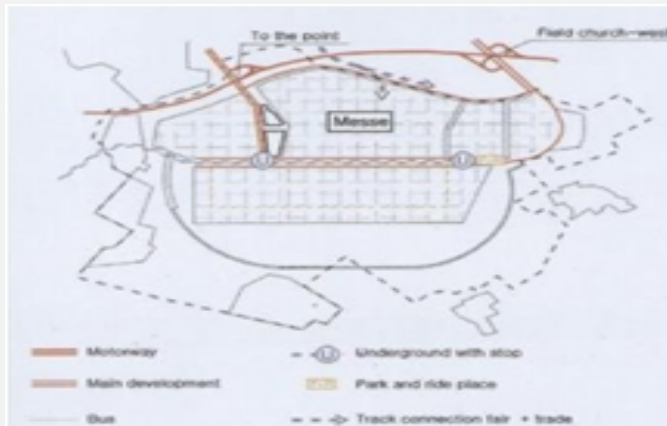 To the point
Field church-west
Messe
U
U
Motorway
U Underground with stop
Main development
Park and ride place
Bus
Track connection fair + trade